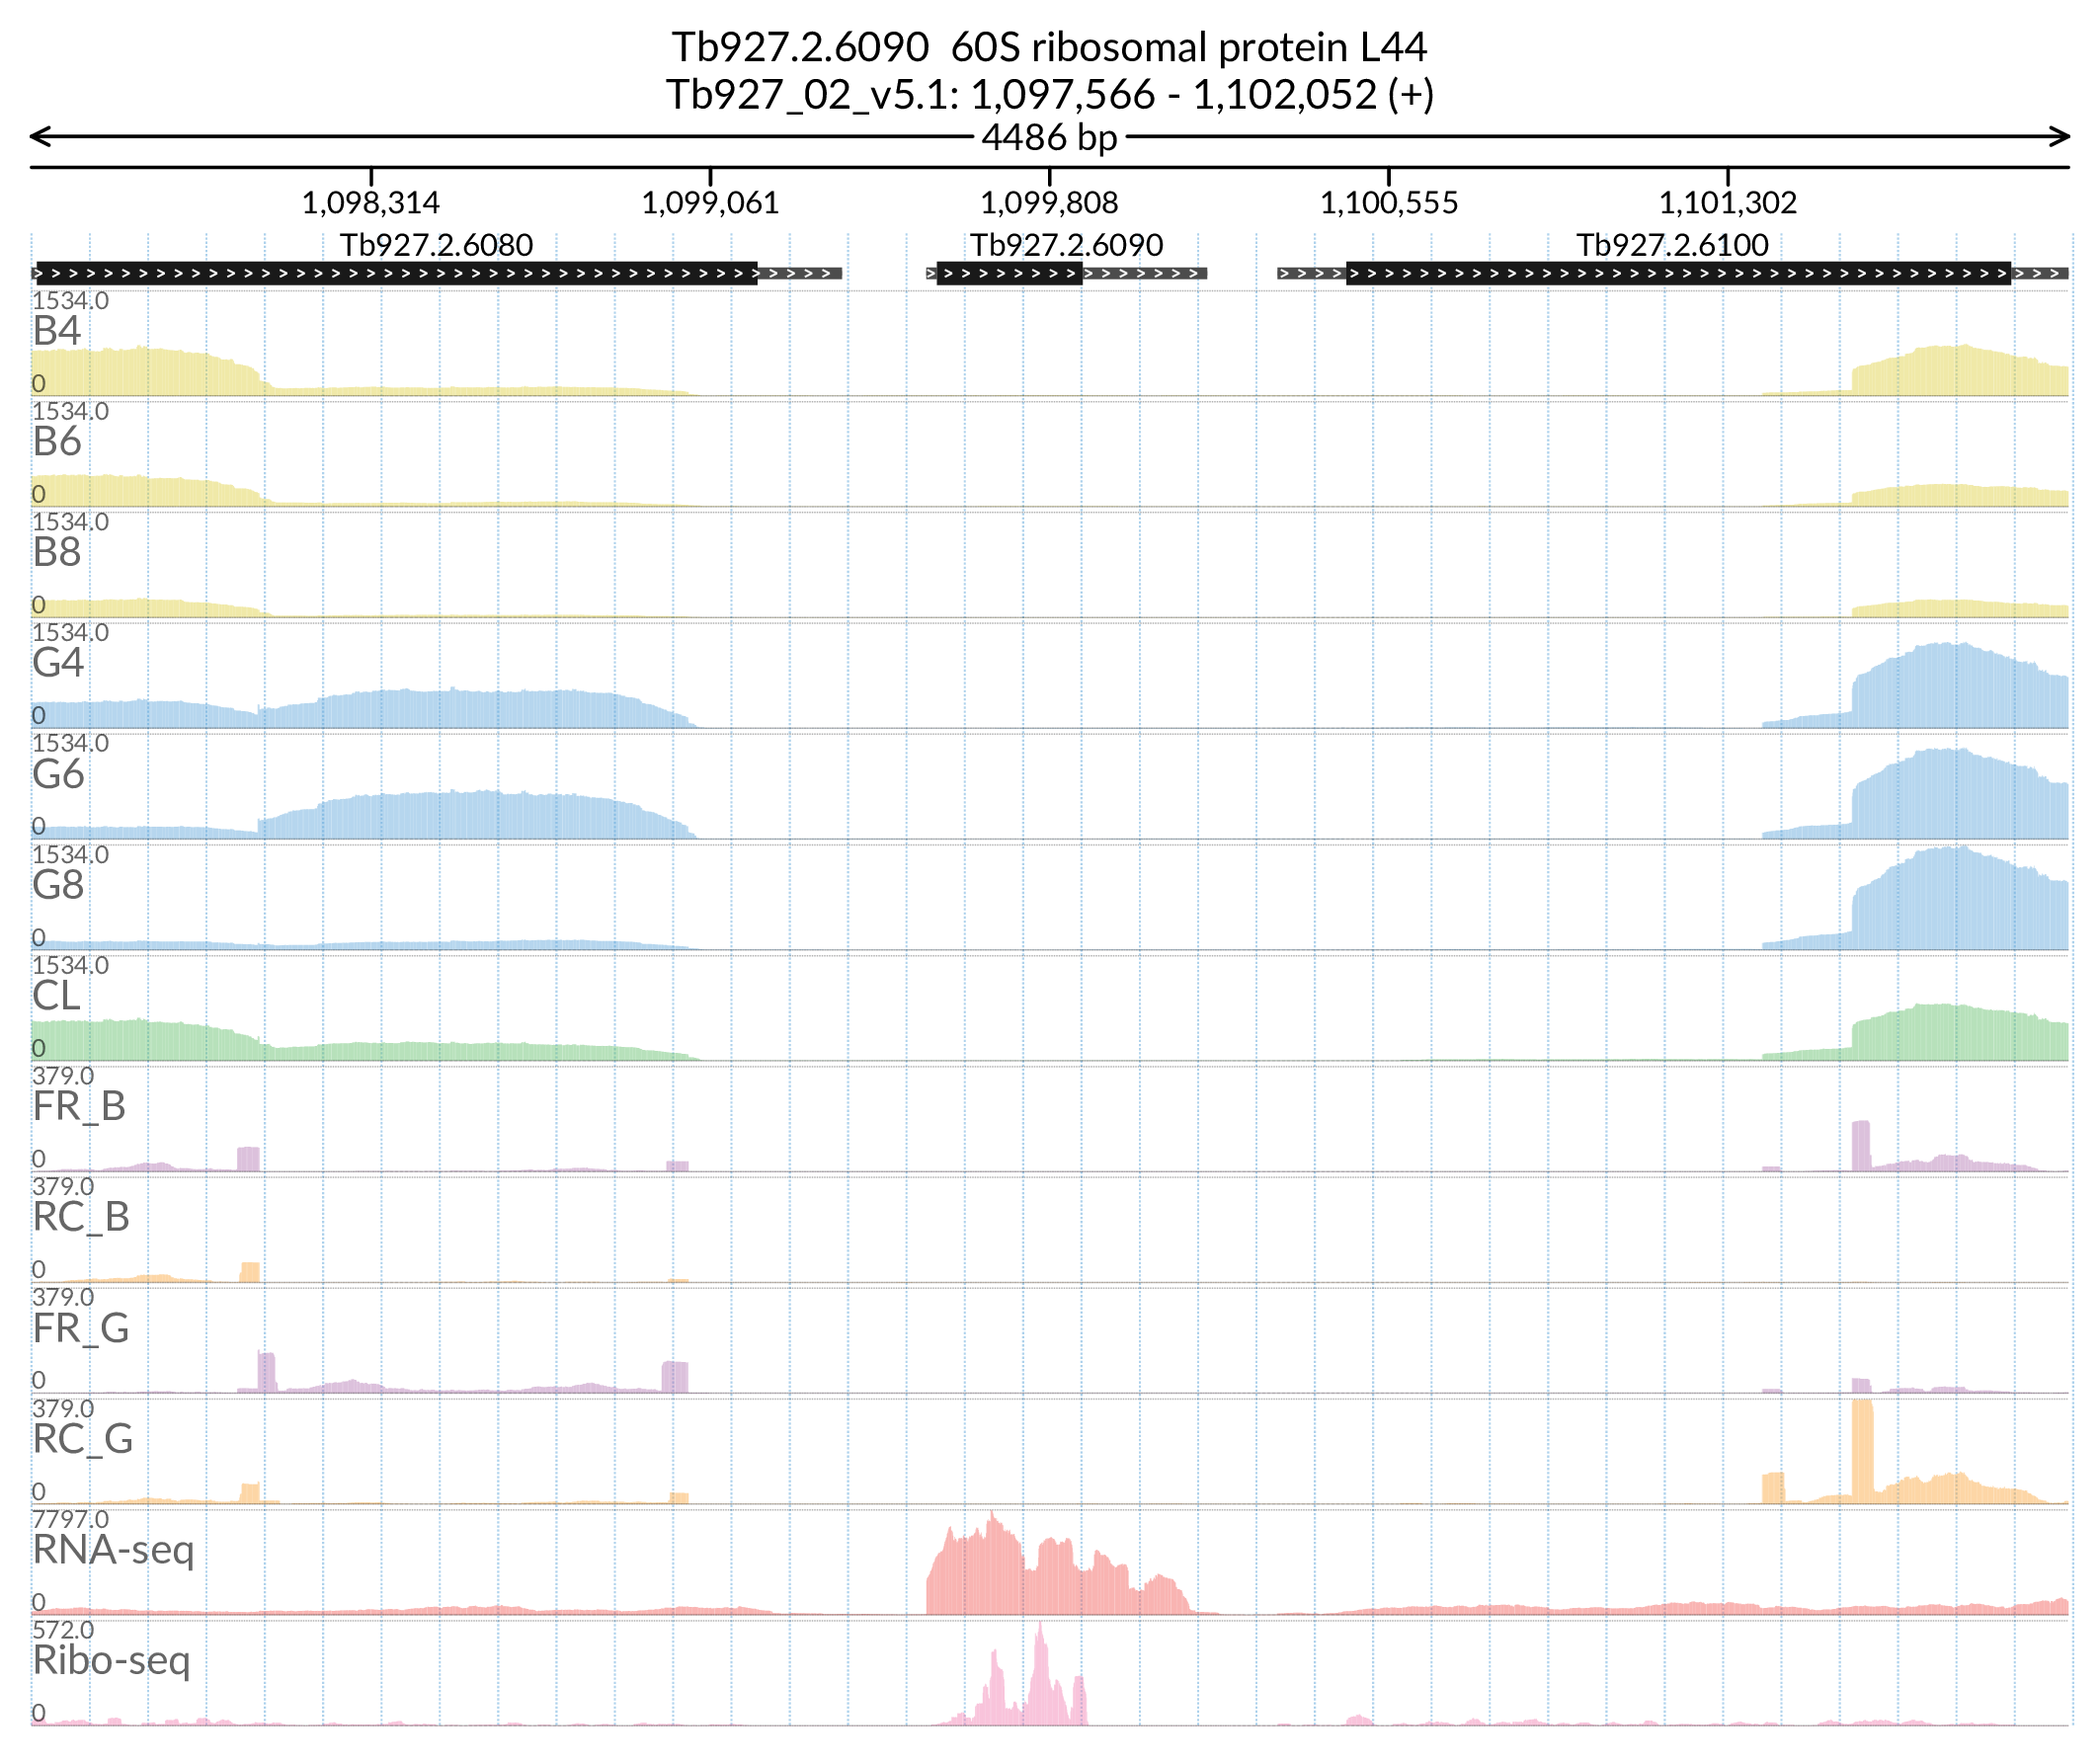 Tb927.2.6090  60S ribosomal protein L44
Tb927_02_v5.1: 1,097,566 - 1,102,052 (+)
4486 bp
1,098,314 1,099,061 1,099,808 1,100,555 1,101,302
Tb927.2.6080 Tb927.2.6090 Tb927.2.6100
1534.0
B4
0
1534.0
B6
0
1534.0
B8
0
1534.0
G4
0
1534.0
G6
0
1534.0
G8
0
1534.0
CL
0
379.0
FR_B
0
379.0
RC_B
0
379.0
FR_G
0
379.0
RC_G
0
7797.0
RNA-seq
0
572.0
Ribo-seq
0